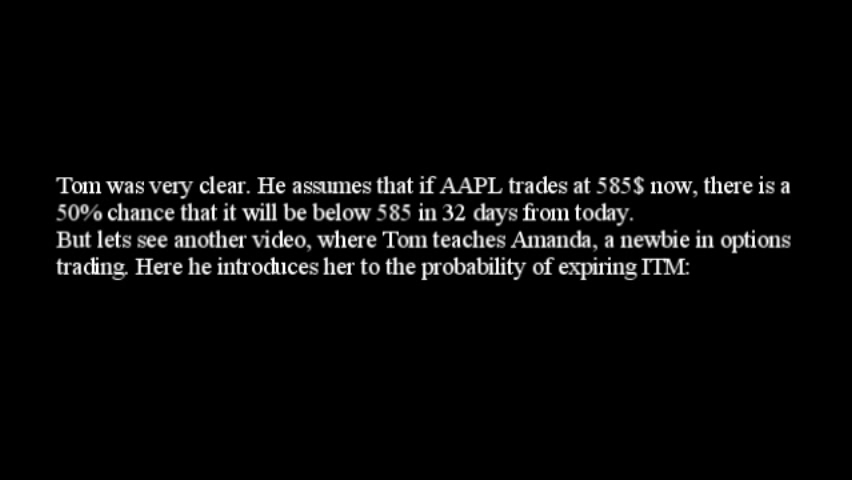 Tom was very clear. He assumes that if AAPL trades at 585$ now, there is a
50% chance that it will be below 585 in 32 days from today.
But lets see another video, where Tom teaches Amanda, a newbie in options
trading. Here he introduces her to the probability of expiring ITM: